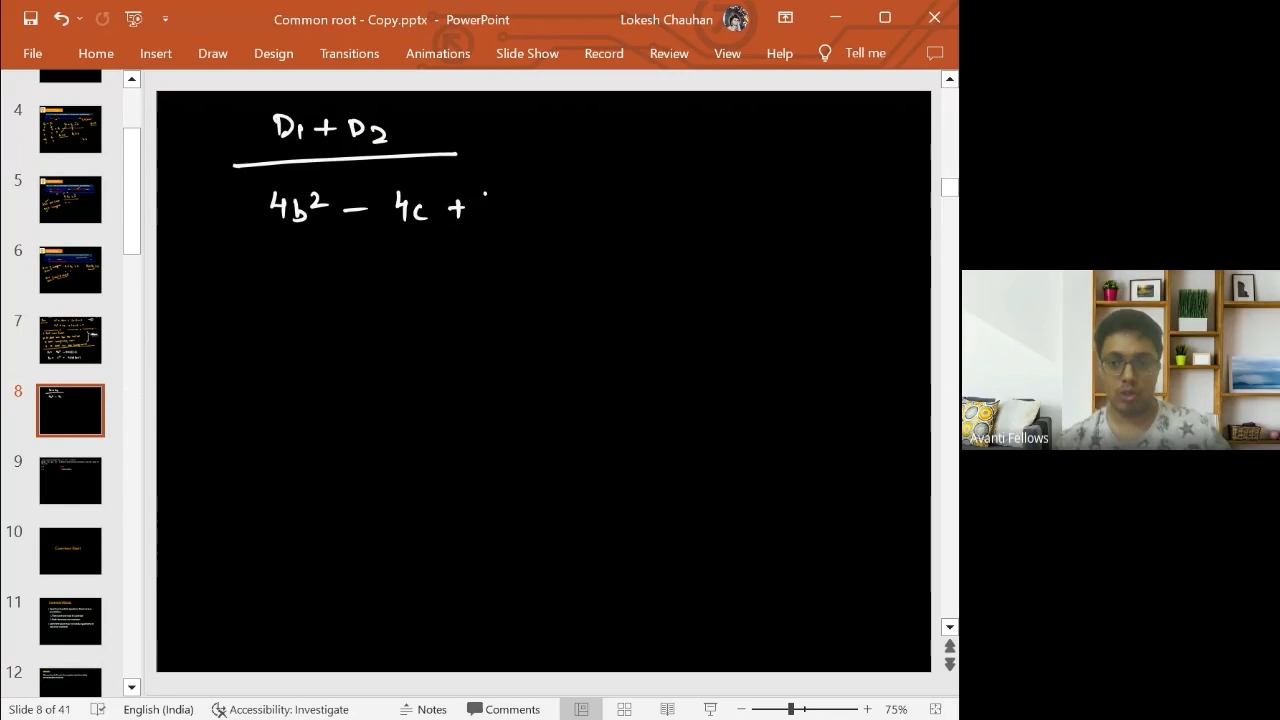 Common root - Copy.pptx - PowerPoint
Lokesh Chauhan
File Home Insert Draw Design Transitions Animations Slide Show Record Review View Help Tell me
4
5
6
7
8
9
10
Common Root
11
12
D1 + D2
4b² - 4c +
Avanti Fellows
Slide 8 of 41 English (India) Accessibility: Investigate Notes Comments 75%